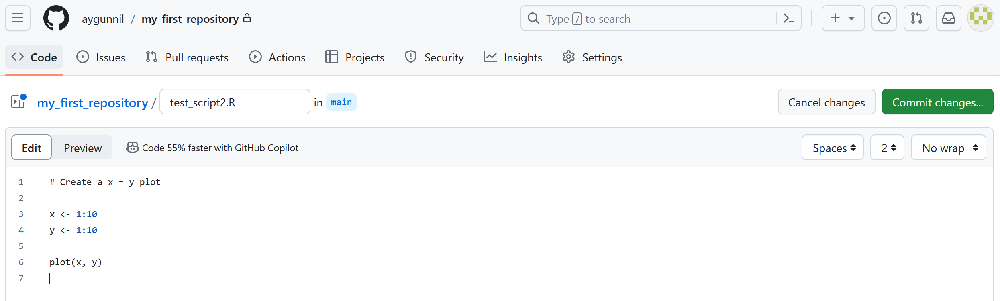 aygunnil / my_first_repository Type / to search
Code Issues Pull requests Actions Projects Security Insights Settings
my_first_repository / test_script2.R in main Cancel changes Commit changes...
Edit Preview Code 55% faster with GitHub Copilot Spaces 2 No wrap
1 # Create a x = y plot
2
3 x <- 1:10
4 y <- 1:10
5
6 plot(x, y)
7